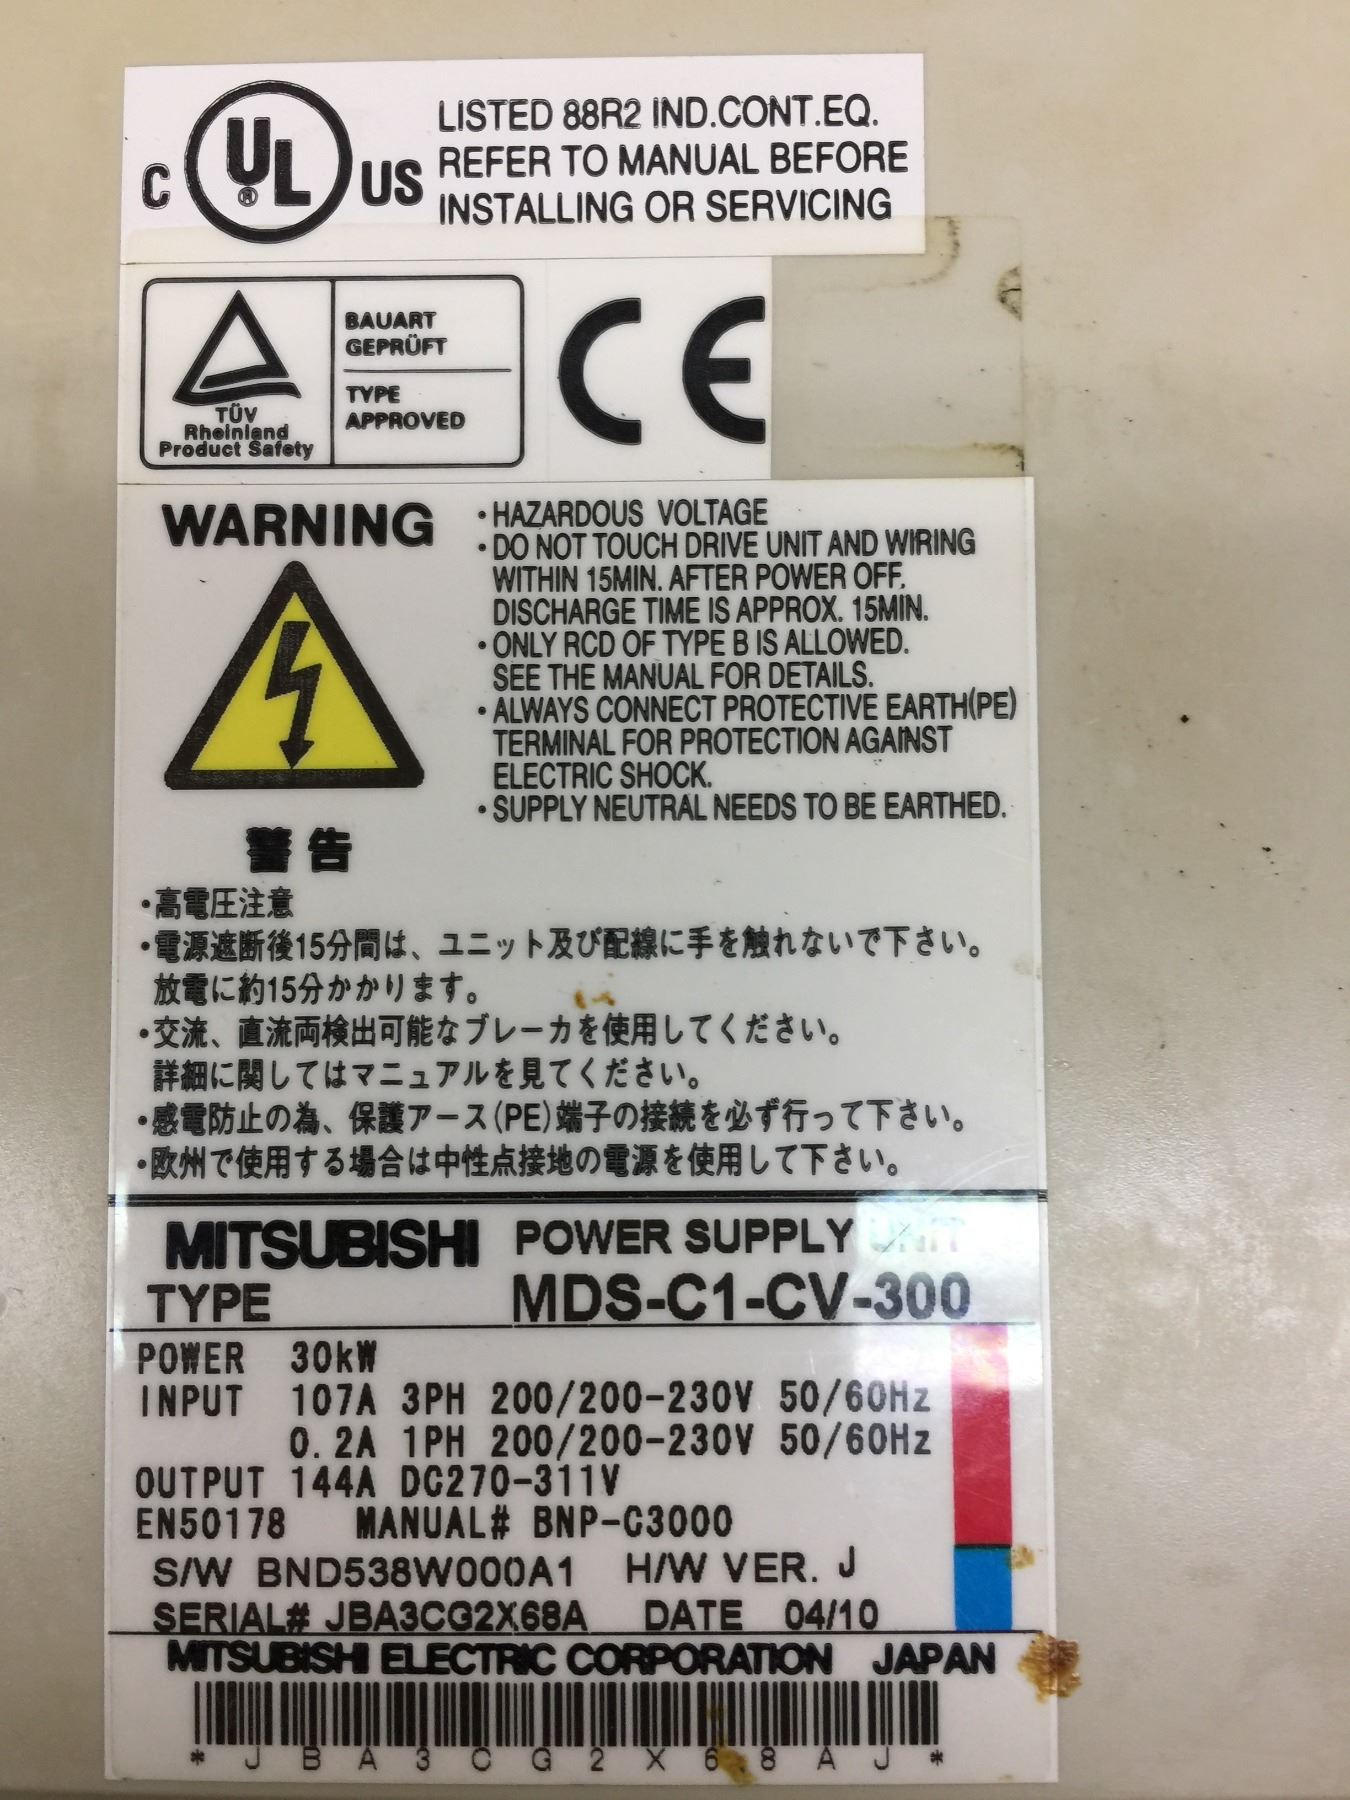 C UL® US
LISTED 88R2 IND.CONT.EQ.
REFER TO MANUAL BEFORE
INSTALLING OR SERVICING
TÜV
Rheinland
Product Safety
BAUART
GEPRÜFT
TYPE
APPROVED
CE
WARNING
・HAZARDOUS VOLTAGE
・DO NOT TOUCH DRIVE UNIT AND WIRING
WITHIN 15MIN. AFTER POWER OFF.
DISCHARGE TIME IS APPROX. 15MIN.
・ONLY RCD OF TYPE B IS ALLOWED.
SEE THE MANUAL FOR DETAILS.
・ALWAYS CONNECT PROTECTIVE EARTH(PE)
TERMINAL FOR PROTECTION AGAINST
ELECTRIC SHOCK.
・SUPPLY NEUTRAL NEEDS TO BE EARTHED.
警告
・高電圧注意
・電源遮断後15分間は、ユニット及び配線に手を触れないで下さい。
放電に約15分かかります。
・交流、直流両検出可能なブレーカを使用してください。
詳細に関してはマニュアルを見てください。
・感電防止の為、保護アース(PE)端子の接続を必ず行って下さい。
・欧州で使用する場合は中性点接地の電源を使用して下さい。
MITSUBISHI POWER SUPPLY UNIT
TYPE MDS-C1-CV-300
POWER 30kW
INPUT 107A 3PH 200/200-230V 50/60Hz
0.2A 1PH 200/200-230V 50/60Hz
OUTPUT 144A DC270-311V
EN50178 MANUAL# BNP-C3000
S/W BND538W000A1 H/W VER. J
SERIAL# JBA3CG2X68A DATE 04/10
MITSUBISHI ELECTRIC CORPORATION JAPAN
* J B A 3 C G 2 X 6 8 A J *